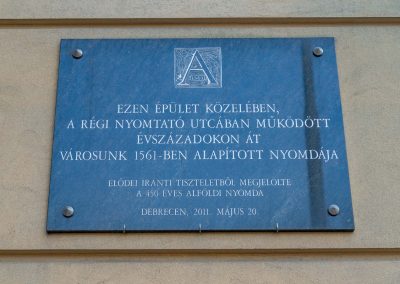 A
EZEN ÉPÜLET KÖZELÉBEN,
A RÉGI NYOMTATÓ UTCÁBAN MŰKÖDÖTT
ÉVSZÁZADOKON ÁT
VÁROSUNK 1561-BEN ALAPÍTOTT NYOMDÁJA
ELŐDEI IRÁNTI TISZTELETBŐL MEGJELÖLTE
A 450 ÉVES ALFÖLDI NYOMDA
DEBRECEN, 2011. MÁJUS 20.